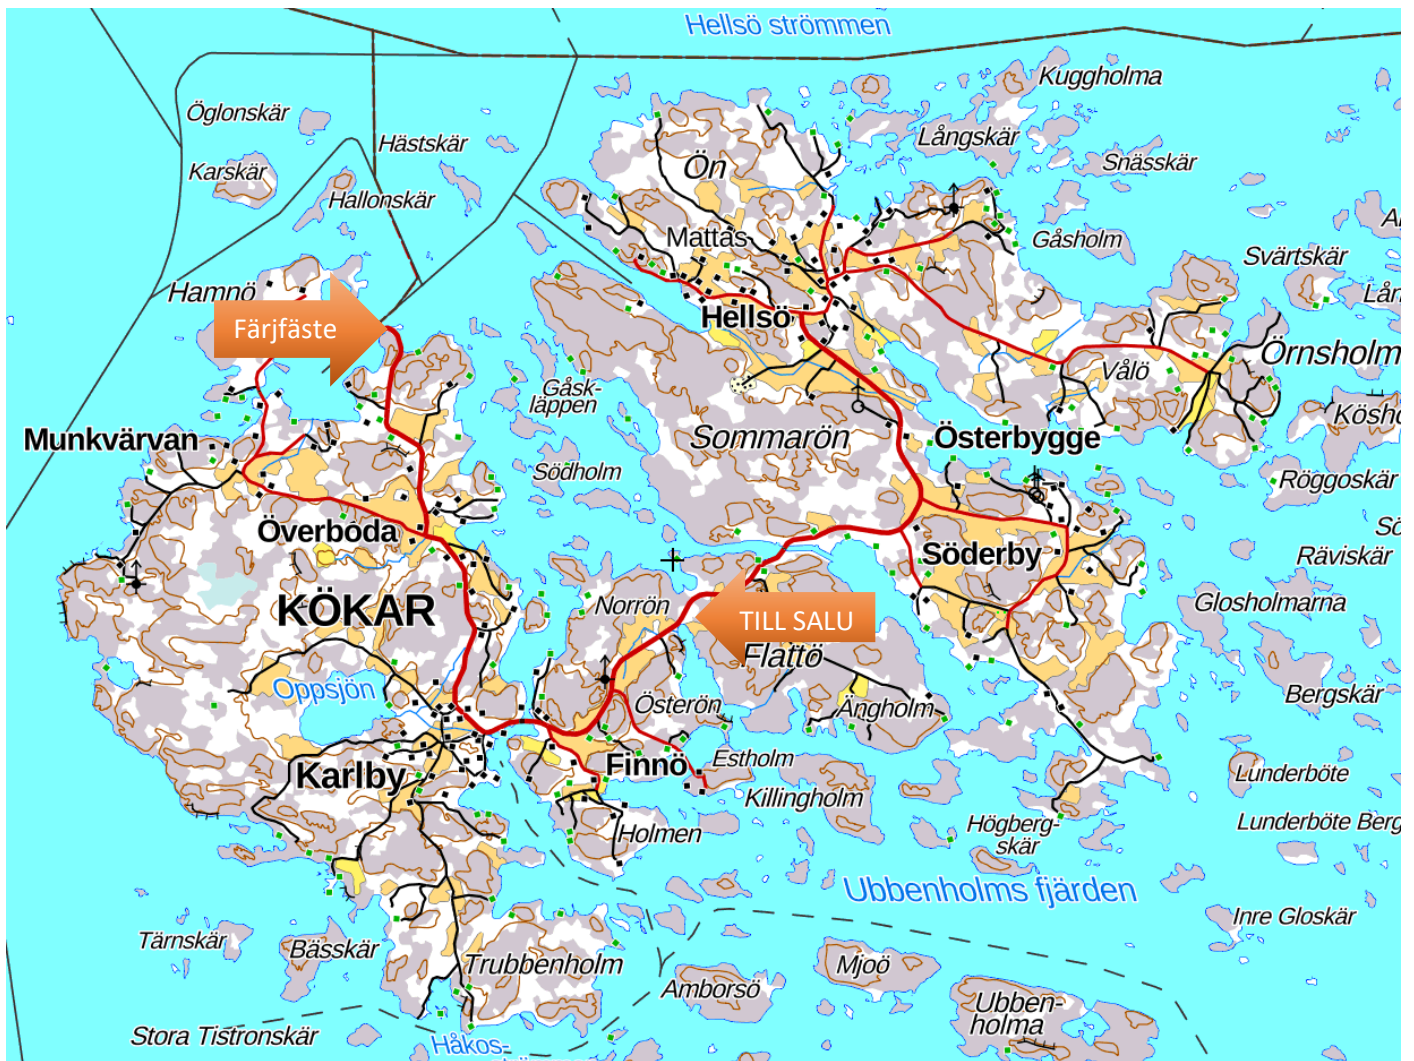 Hellsö strömmen
Kuggholma
Öglonskär
Hästskär
Långskär
Snässkär
Ön
Karskär
Hallonskär
Mattas
Gåsholm
Svärtskär
Hamnö
Färjfäste
Hellsö
Örnsholm
Vålö
Gåsk-
läppen
Munkvärvan
Sommarön
Österbygge
Södholm
Röggoskär
Överboda
Söderby
Räviskär
KÖKAR
Norrön
TILL SALU
Glosholmarna
Flattö
Oppsjön
Österön
Ängholm
Bergskär
Karlby
Finnö
Estholm
Killingholm
Lunderböte
Holmen
Högberg-
skär
Lunderböte Berg
Ubbenholms fjärden
Inre Gloskär
Tärnskär
Bässkär
Trubbenholm
Mjoö
Amborsö
Ubben-
holma
Stora Tistronskär
Håkos-